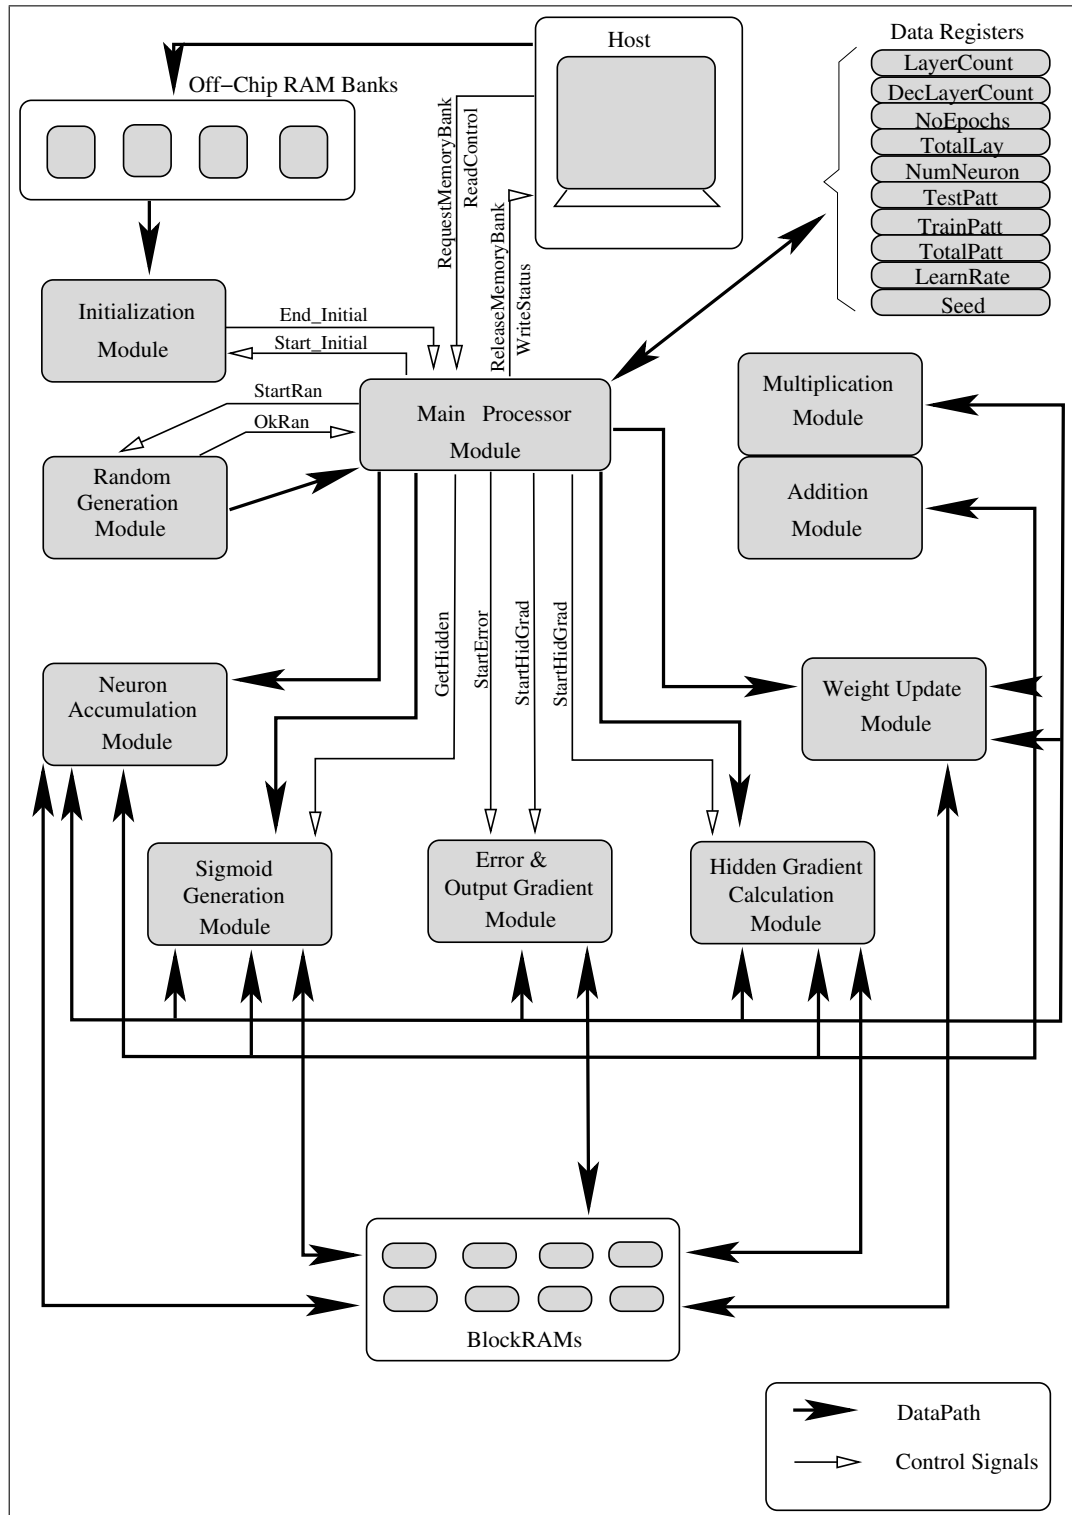 Host
Data Registers
LayerCount
DecLayerCount
NoEpochs
TotalLay
NumNeuron
TestPatt
TrainPatt
TotalPatt
LearnRate
Seed
Off−Chip RAM Banks
RequestMemoryBank
ReadControl
ReleaseMemoryBank
WriteStatus
Initialization
Module
End_Initial
Start_Initial
StartRan
OkRan
Main Processor
Module
Multiplication
Module
Addition
Module
Random
Generation
Module
GetHidden
StartError
StartHidGrad
StartHidGrad
Neuron
Accumulation
Module
Weight Update
Module
Sigmoid
Generation
Module
Error &
Output Gradient
Module
Hidden Gradient
Calculation
Module
BlockRAMs
DataPath
Control Signals